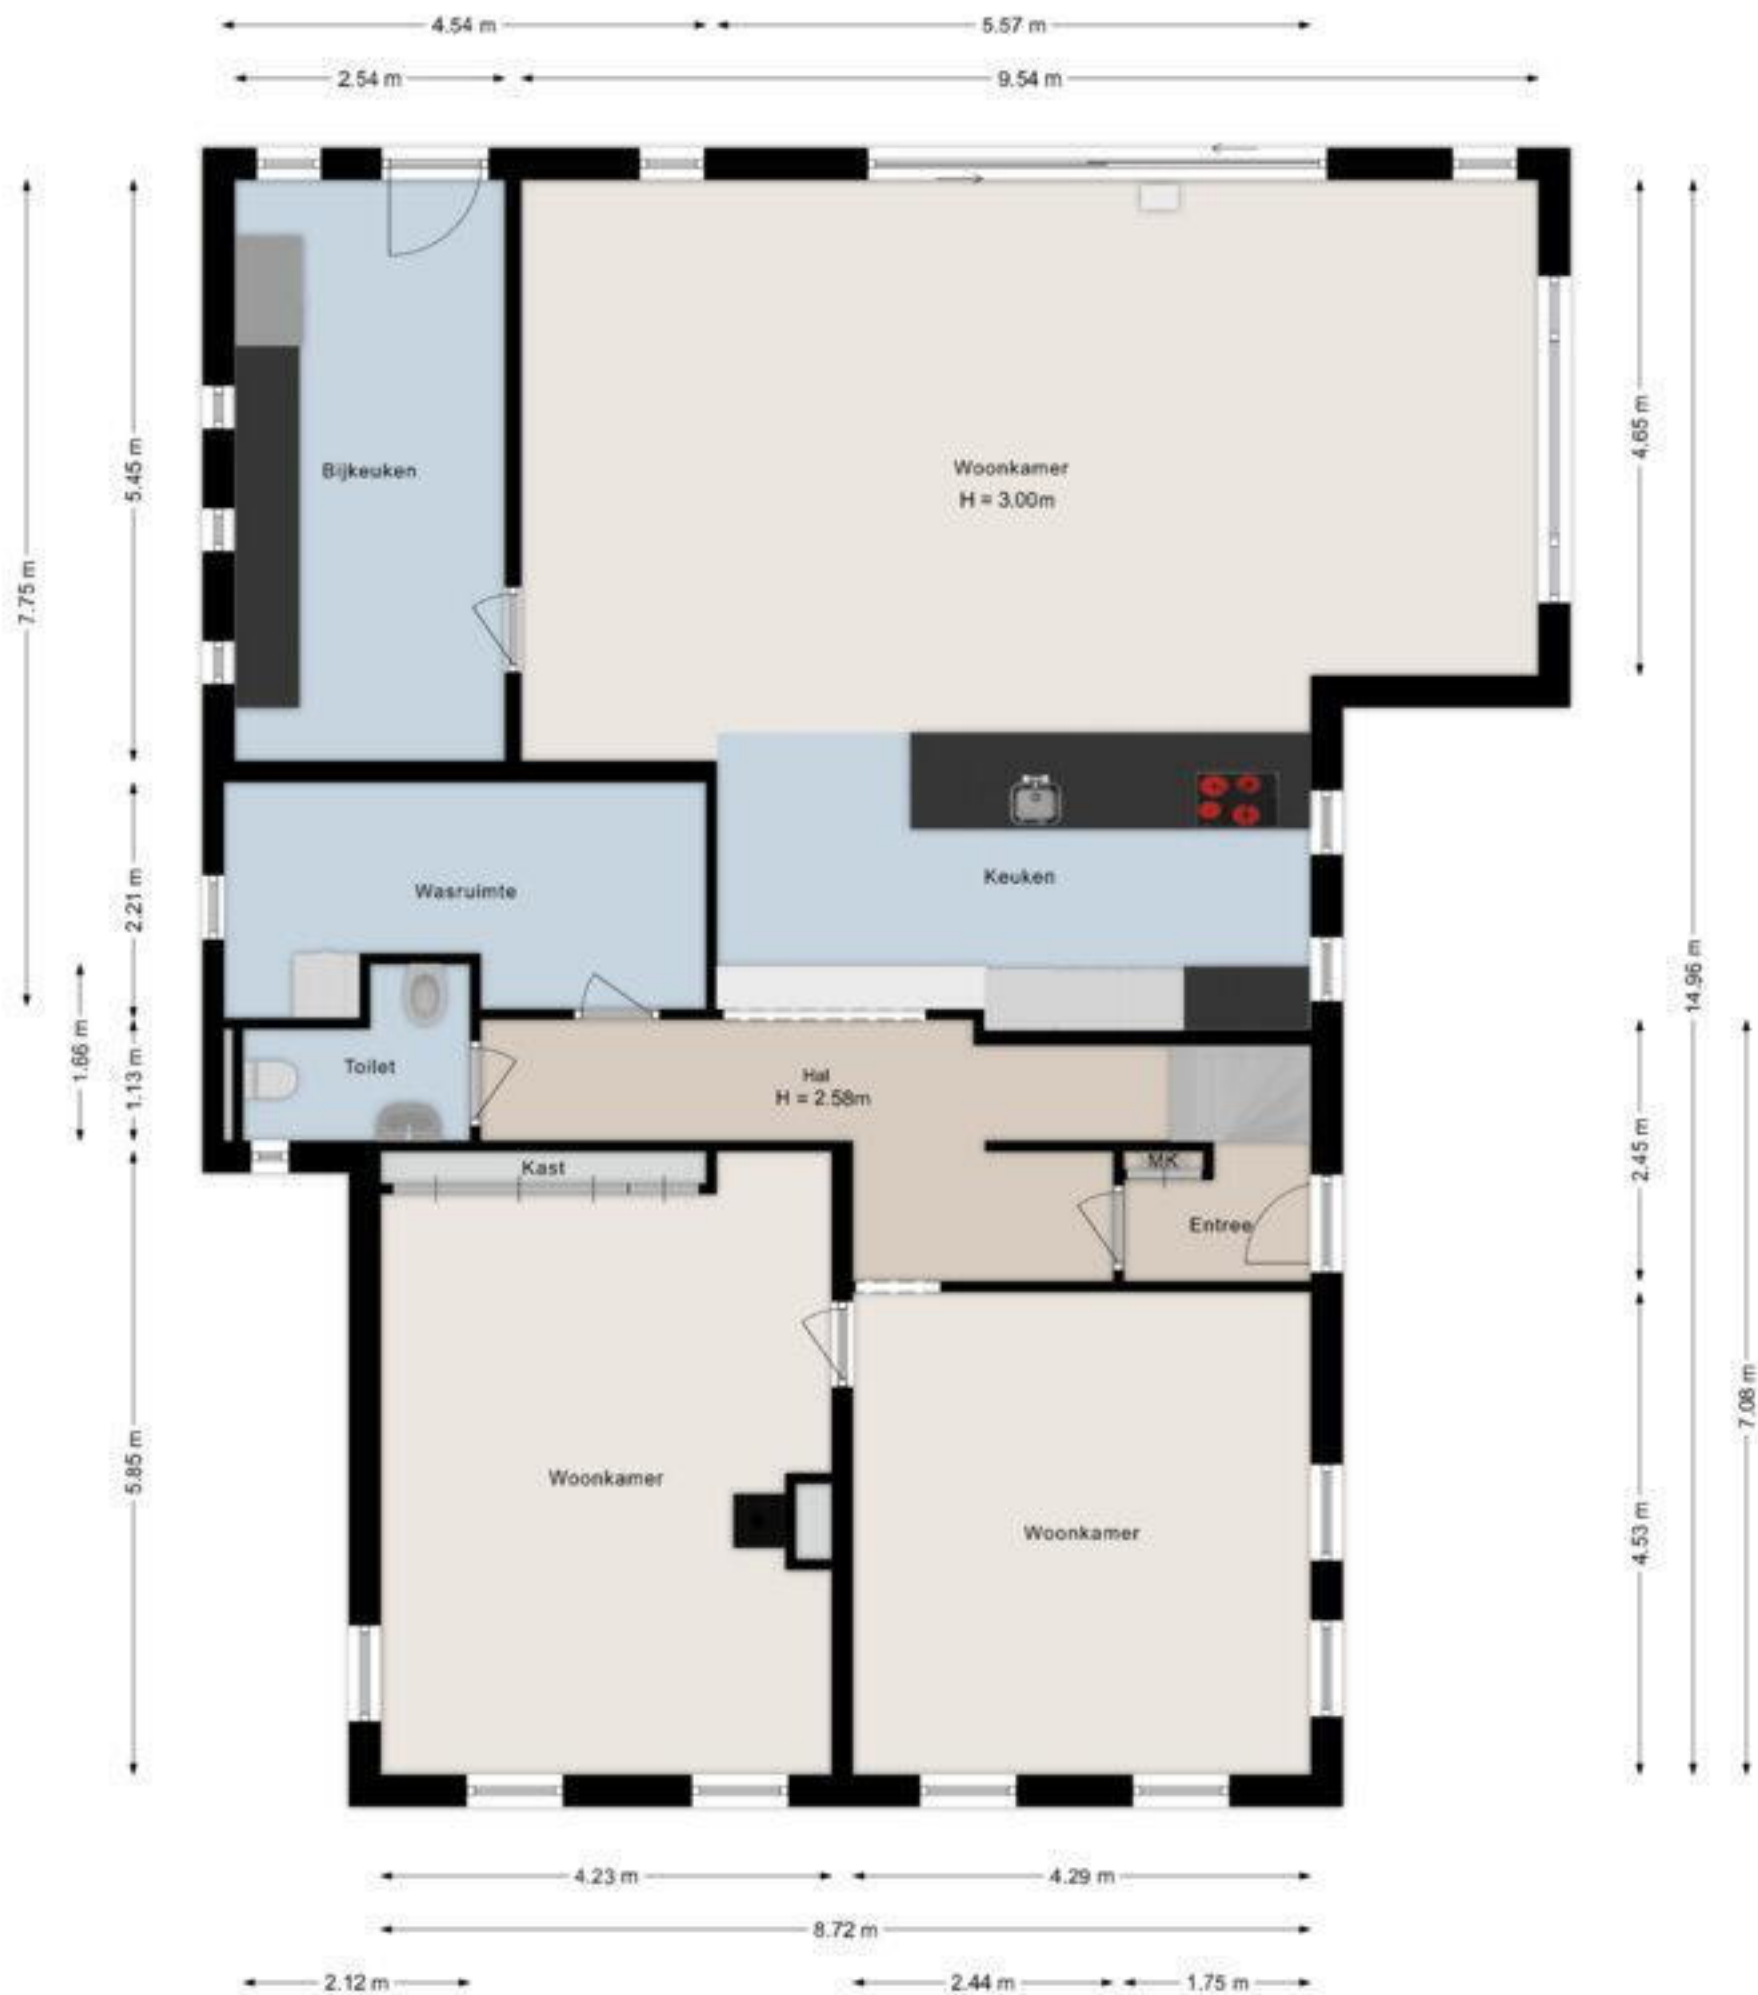 4.54 m
5.57 m
2.54 m
9.54 m
7.75 m
5.45 m
4.65 m
14.96 m
Bijkeuken
Woonkamer
H = 3.00m
2.21 m
Wasruimte
Keuken
1.66 m
1.13 m
Toilet
Hal
H = 2.58m
2.45 m
Kast
MK
Entree
5.85 m
Woonkamer
Woonkamer
4.53 m
7.08 m
4.23 m
4.29 m
8.72 m
2.12 m
2.44 m
1.75 m